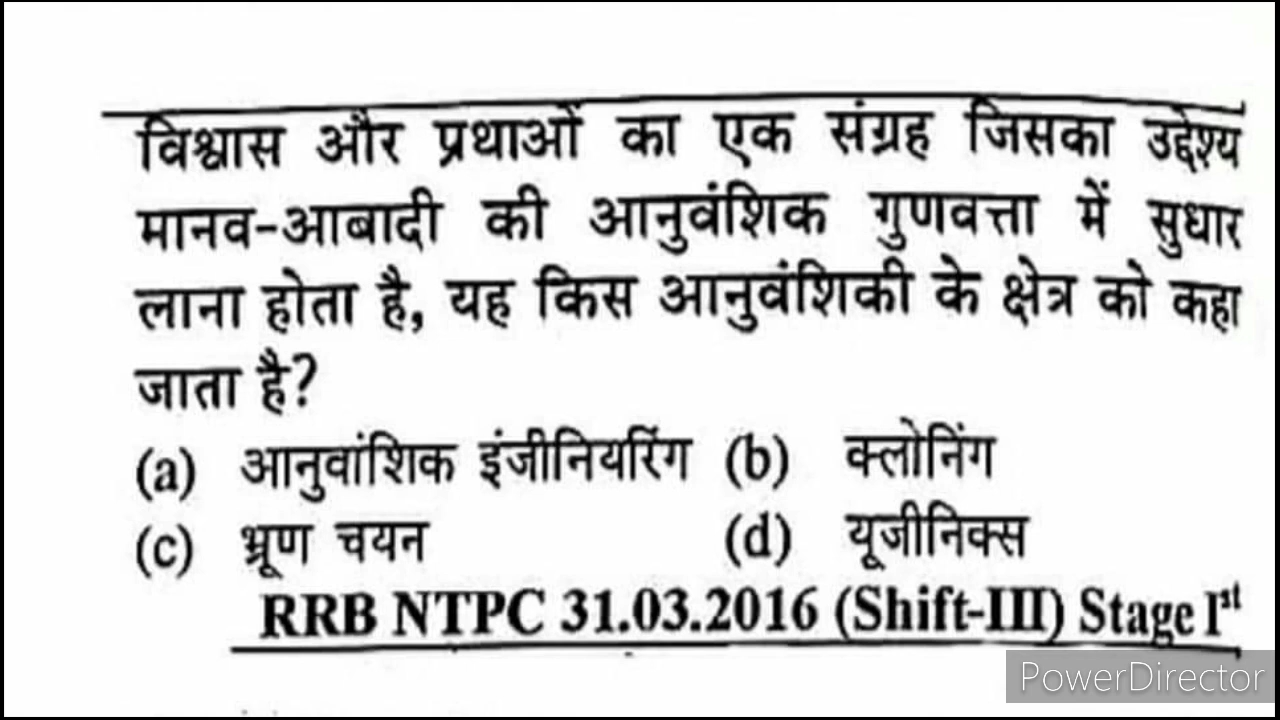 विश्वास और प्रथाओं का एक संग्रह जिसका उद्देश्य
मानव-आबादी की आनुवंशिक गुणवत्ता में सुधार
लाना होता है, यह किस आनुवंशिकी के क्षेत्र को कहा
जाता है?
(a) आनुवांशिक इंजीनियरिंग (b) क्लोनिंग
(c) भ्रूण चयन (d) यूजीनिक्स
RRB NTPC 31.03.2016 (Shift-III) Stage Ist
PowerDirector